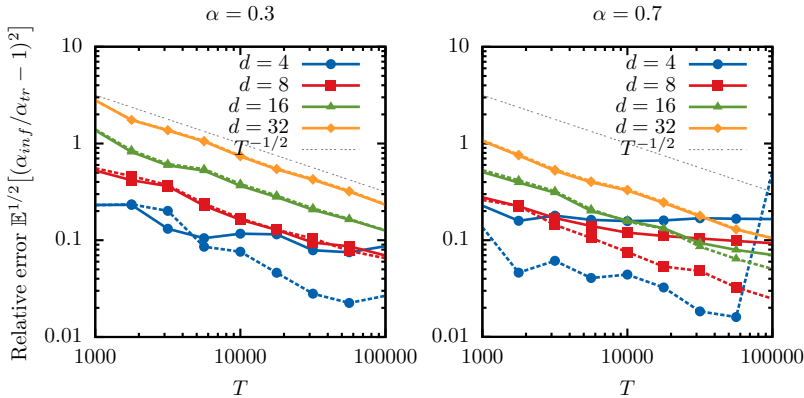 α = 0.3
α = 0.7
Relative error 𝔼^{1/2}[(α_{inf}/α_{tr} − 1)^2]
10
1
0.1
0.01
1000
10000
100000
T
d = 4
d = 8
d = 16
d = 32
T^{−1/2}
10
1
0.1
0.01
1000
10000
100000
T
d = 4
d = 8
d = 16
d = 32
T^{−1/2}